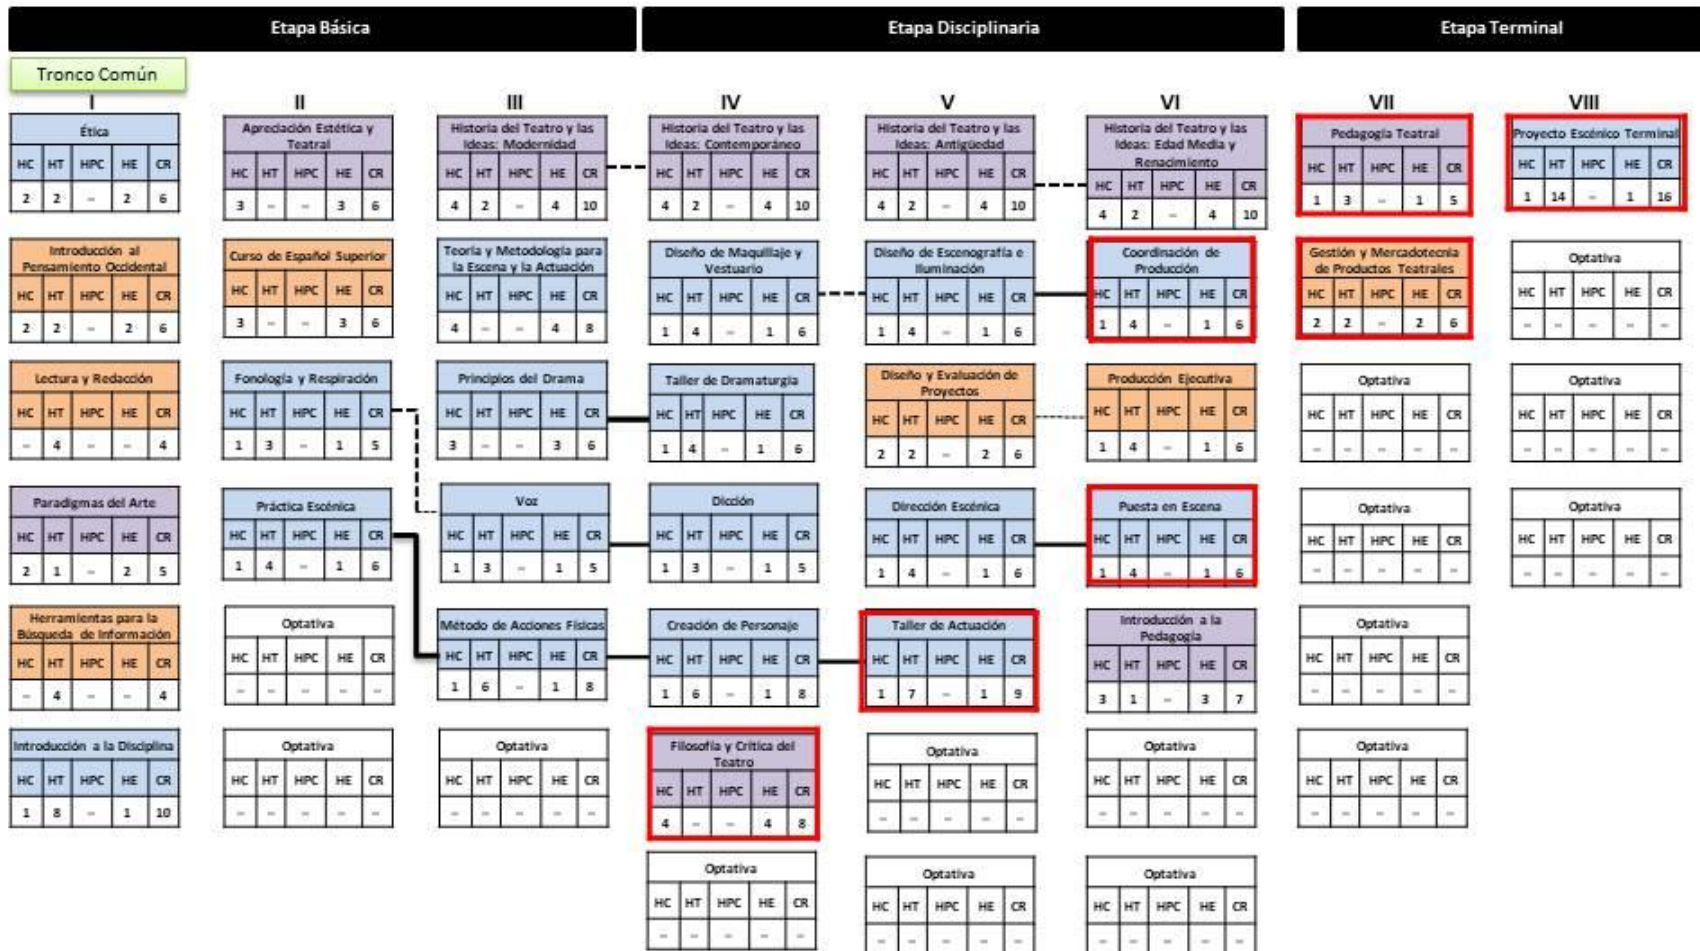 Etapa Básica
Etapa Disciplinaria
Etapa Terminal
Tronco Común
I
II
III
IV
V
VI
VII
VIII
Ética
HC HT HPC HE CR
2 2 – 2 6
Introducción al
Pensamiento Occidental
HC HT HPC HE CR
2 2 – 2 6
Lectura y Redacción
HC HT HPC HE CR
– 4 – – 4
Paradigmas del Arte
HC HT HPC HE CR
2 1 – 2 5
Herramientas para la
Búsqueda de Información
HC HT HPC HE CR
– 4 – – 4
Introducción a la Disciplina
HC HT HPC HE CR
1 8 – 1 10
Apreciación Estética y
Teatral
HC HT HPC HE CR
3 – – 3 6
Curso de Español Superior
HC HT HPC HE CR
3 – – 3 6
Fonología y Respiración
HC HT HPC HE CR
1 3 – 1 5
Práctica Escénica
HC HT HPC HE CR
1 4 – 1 6
Optativa
HC HT HPC HE CR
– – – – –
Optativa
HC HT HPC HE CR
– – – – –
Historia del Teatro y las
Ideas: Modernidad
HC HT HPC HE CR
4 2 – 4 10
Teoría y Metodología para
la Escena y la Actuación
HC HT HPC HE CR
4 – – 4 8
Principios del Drama
HC HT HPC HE CR
3 – – 3 6
Voz
HC HT HPC HE CR
1 3 – 1 5
Método de Acciones Físicas
HC HT HPC HE CR
1 6 – 1 8
Optativa
HC HT HPC HE CR
– – – – –
Historia del Teatro y las
Ideas: Contemporáneo
HC HT HPC HE CR
4 2 – 4 10
Diseño de Maquillaje y
Vestuario
HC HT HPC HE CR
1 4 – 1 6
Taller de Dramaturgia
HC HT HPC HE CR
1 4 – 1 6
Dicción
HC HT HPC HE CR
1 3 – 1 5
Creación de Personaje
HC HT HPC HE CR
1 6 – 1 8
Filosofía y Crítica del
Teatro
HC HT HPC HE CR
4 – – 4 8
Optativa
HC HT HPC HE CR
– – – – –
Historia del Teatro y las
Ideas: Antigüedad
HC HT HPC HE CR
4 2 – 4 10
Diseño de Escenografía e
Iluminación
HC HT HPC HE CR
1 4 – 1 6
Diseño y Evaluación de
Proyectos
HC HT HPC HE CR
2 2 – 2 6
Dirección Escénica
HC HT HPC HE CR
1 4 – 1 6
Taller de Actuación
HC HT HPC HE CR
1 7 – 1 9
Optativa
HC HT HPC HE CR
– – – – –
Optativa
HC HT HPC HE CR
– – – – –
Historia del Teatro y las
Ideas: Edad Media y
Renacimiento
HC HT HPC HE CR
4 2 – 4 10
Coordinación de
Producción
HC HT HPC HE CR
1 4 – 1 6
Producción Ejecutiva
HC HT HPC HE CR
1 4 – 1 6
Puesta en Escena
HC HT HPC HE CR
1 4 – 1 6
Introducción a la
Pedagogía
HC HT HPC HE CR
3 1 – 3 7
Optativa
HC HT HPC HE CR
– – – – –
Optativa
HC HT HPC HE CR
– – – – –
Pedagogía Teatral
HC HT HPC HE CR
1 3 – 1 5
Gestión y Mercadotecnia
de Productos Teatrales
HC HT HPC HE CR
2 2 – 2 6
Optativa
HC HT HPC HE CR
– – – – –
Optativa
HC HT HPC HE CR
– – – – –
Optativa
HC HT HPC HE CR
– – – – –
Optativa
HC HT HPC HE CR
– – – – –
Proyecto Escénico Terminal
HC HT HPC HE CR
1 14 – 1 16
Optativa
HC HT HPC HE CR
– – – – –
Optativa
HC HT HPC HE CR
– – – – –
Optativa
HC HT HPC HE CR
– – – – –